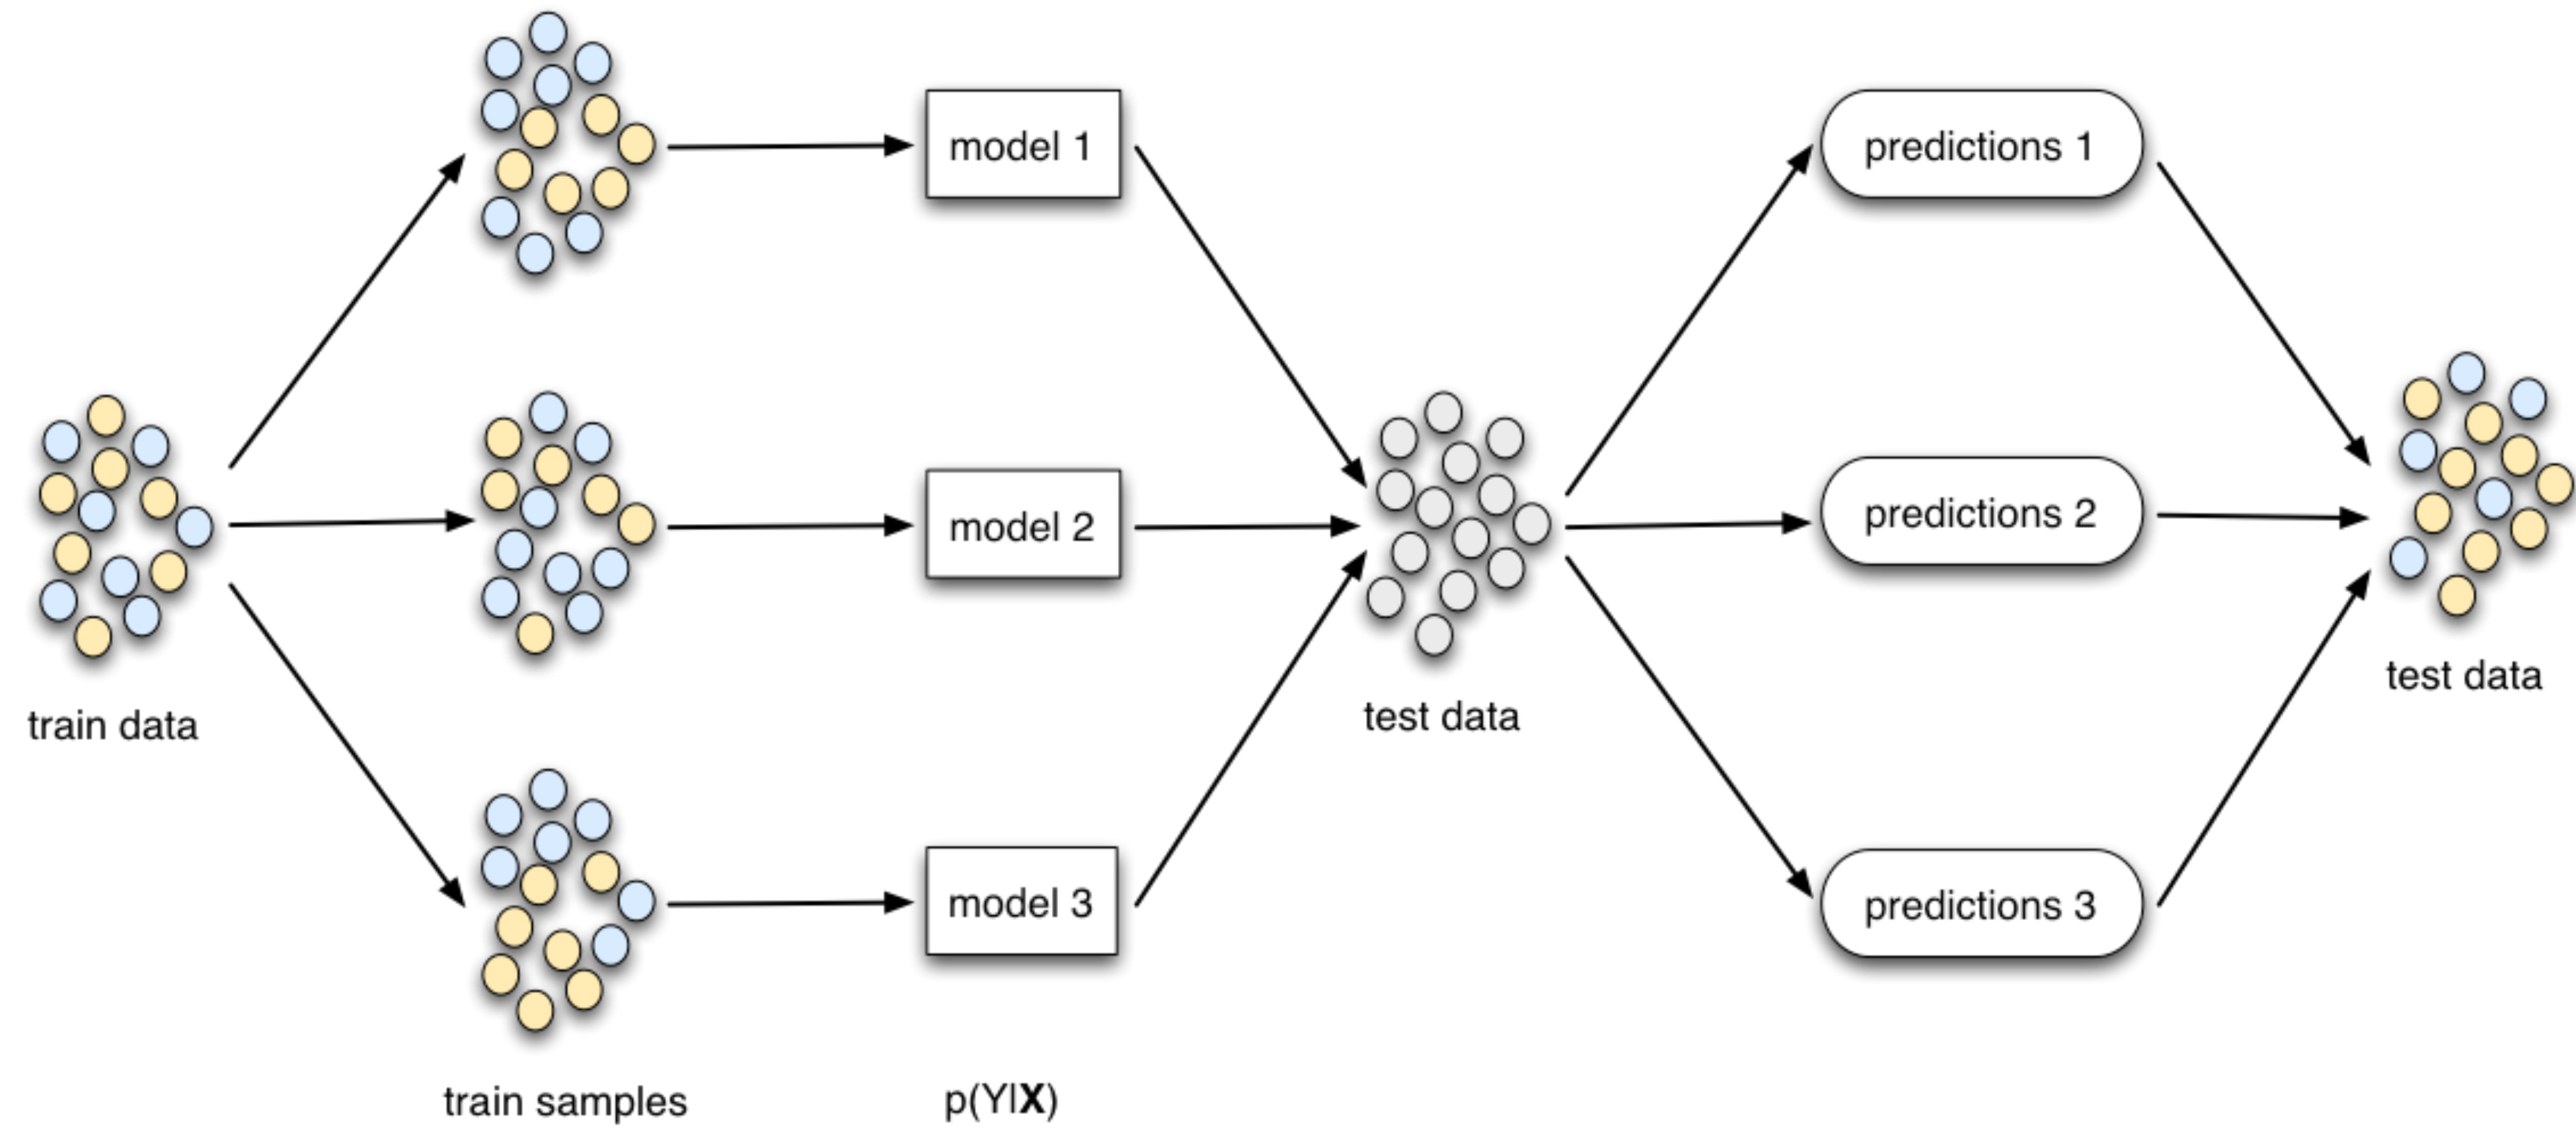 model 1
predictions 1
model 2
predictions 2
train data
test data
test data
model 3
predictions 3
train samples
p(Y|X)